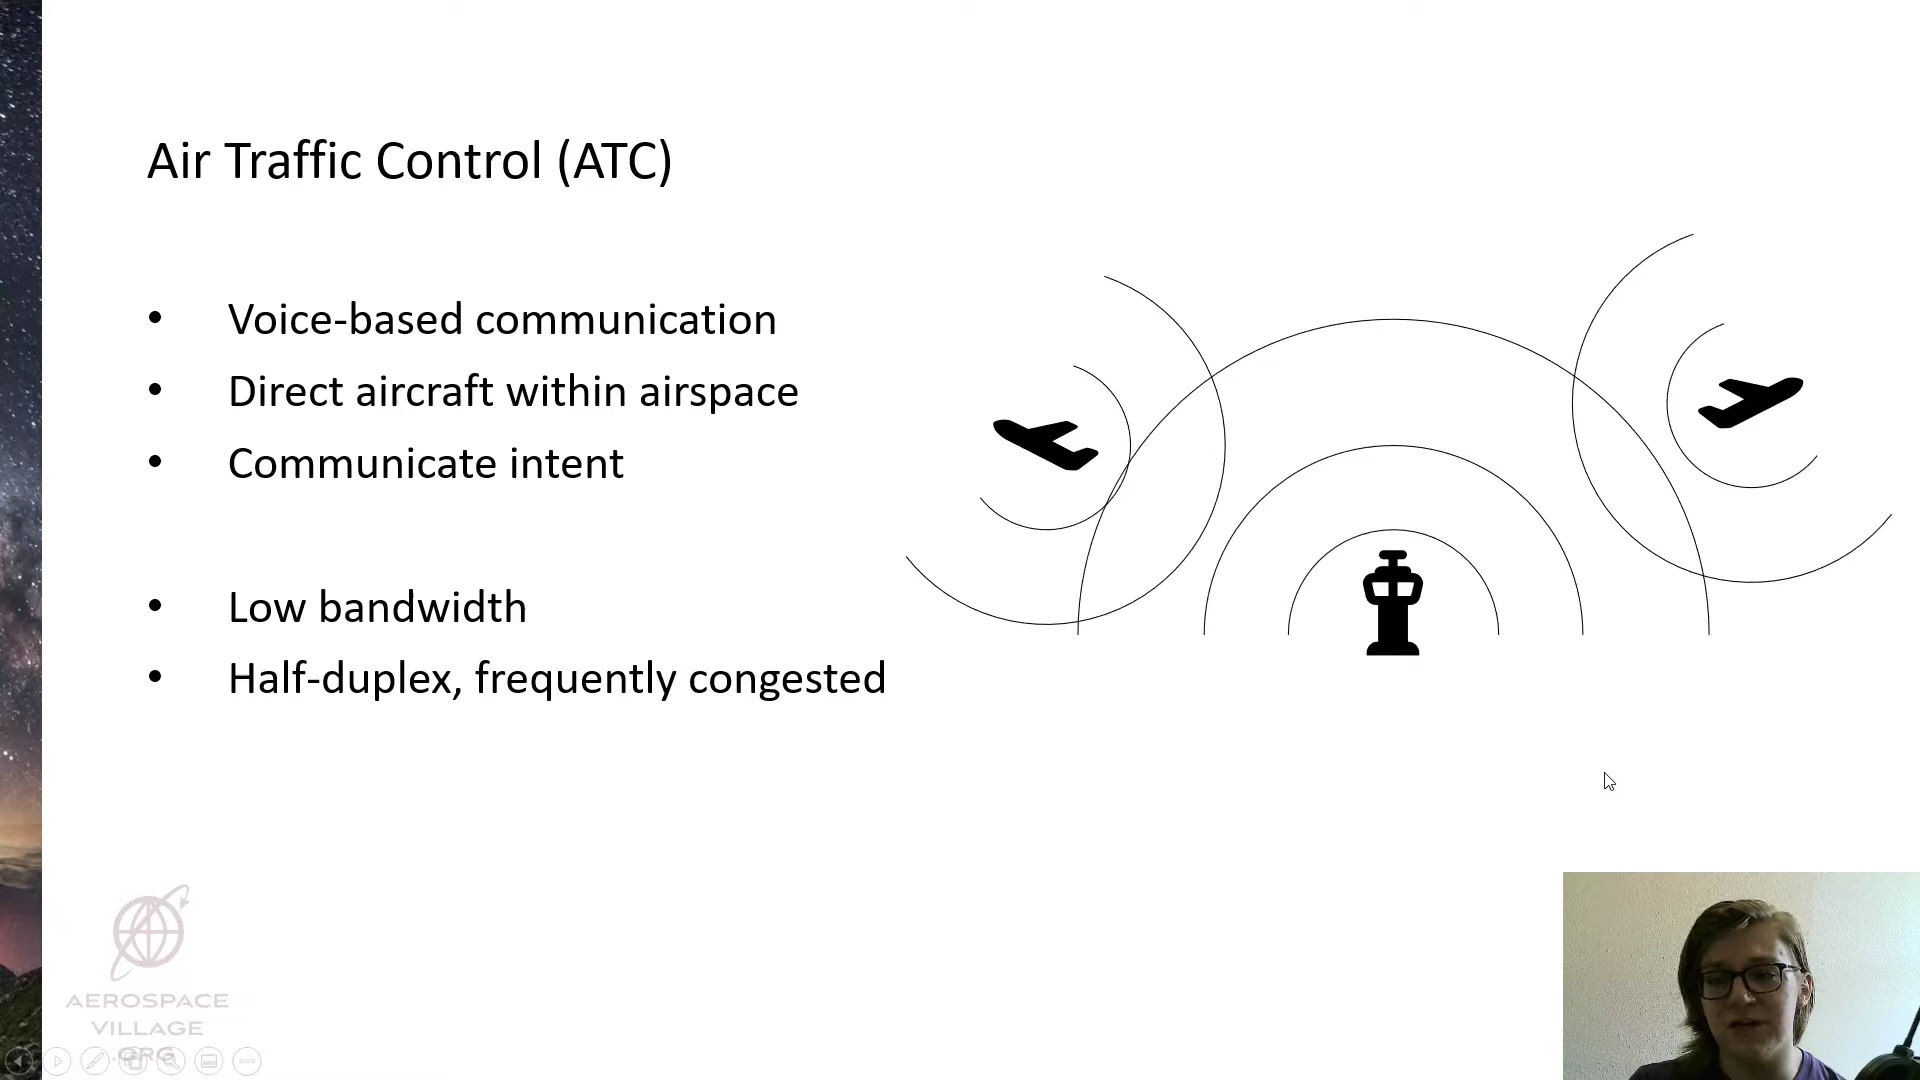 Air Traffic Control (ATC)
• Voice-based communication
• Direct aircraft within airspace
• Communicate intent
• Low bandwidth
• Half-duplex, frequently congested
AEROSPACE
VILLAGE
.ORG